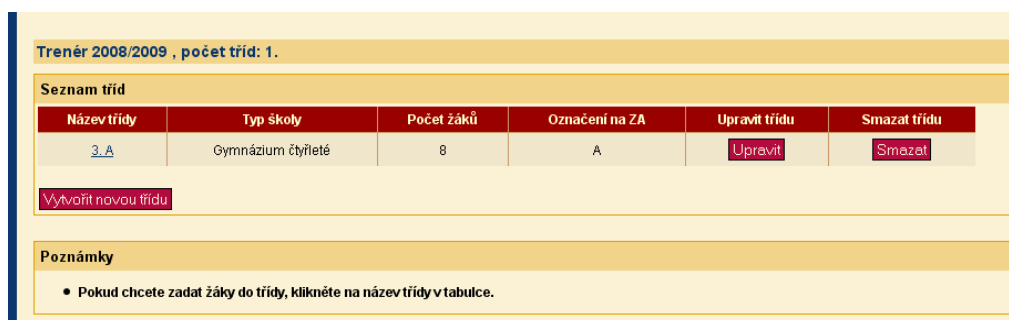 Trenér 2008/2009 , počet tříd: 1.
Seznam tříd
Název třídy Typ školy Počet žáků Označení na ZA Upravit třídu Smazat třídu
3. A Gymnázium čtyřleté 8 A Upravit Smazat
Vytvořit novou třídu
Poznámky
Pokud chcete zadat žáky do třídy, klikněte na název třídy v tabulce.